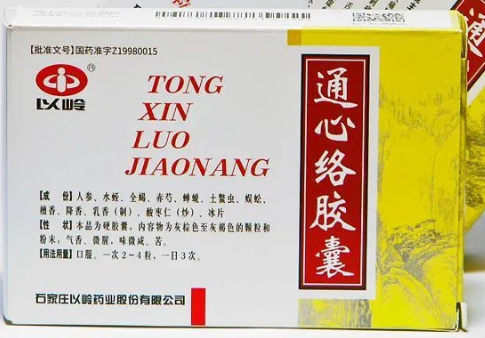 【批准文号】国药准字Z19980015
以岭
TONG
XIN
LUO
JIAONANG
通心络胶囊
【成 份】人参、水蛭、全蝎、赤芍、蝉蜕、土鳖虫、蜈蚣、
檀香、降香、乳香(制)、酸枣仁(炒)、冰片
【性 状】本品为硬胶囊，内容物为灰棕色至灰褐色的颗粒和
粉末；气香、微腥，味微咸、苦。
【用法用量】口服。一次2-4粒，一日3次。
石家庄以岭药业股份有限公司